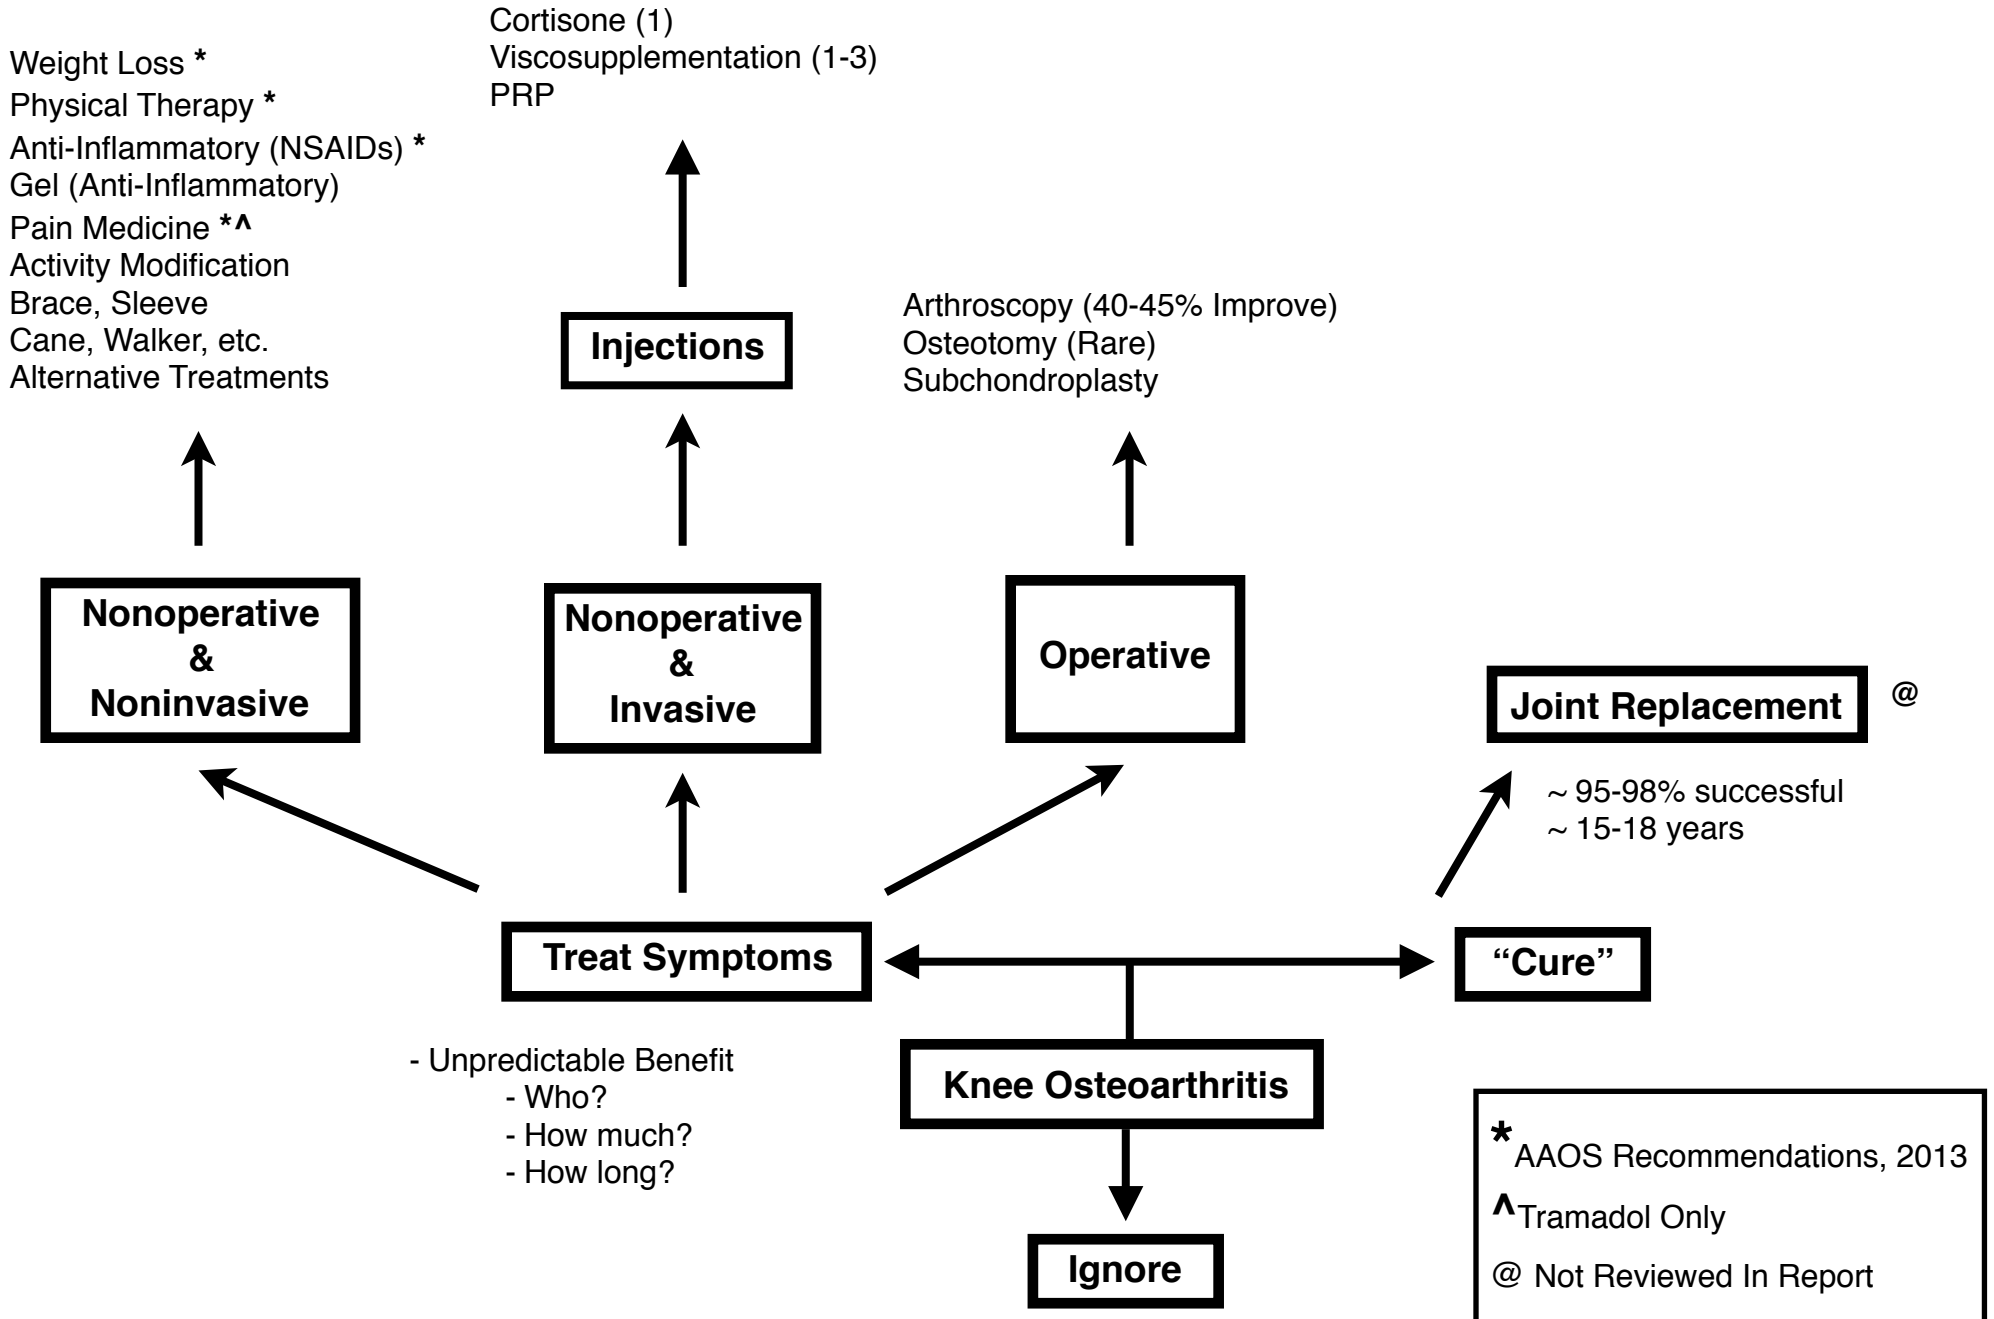 Cortisone (1)
Viscosupplementation (1-3)
PRP
Weight Loss *
Physical Therapy *
Anti-Inflammatory (NSAIDs) *
Gel (Anti-Inflammatory)
Pain Medicine *^
Activity Modification
Brace, Sleeve
Cane, Walker, etc.
Alternative Treatments
Injections
Arthroscopy (40-45% Improve)
Osteotomy (Rare)
Subchondroplasty
Nonoperative
&
Noninvasive
Nonoperative
&
Invasive
Operative
Joint Replacement @
~ 95-98% successful
~ 15-18 years
Treat Symptoms
“Cure”
- Unpredictable Benefit
- Who?
- How much?
- How long?
Knee Osteoarthritis
Ignore
* AAOS Recommendations, 2013
^ Tramadol Only
@ Not Reviewed In Report